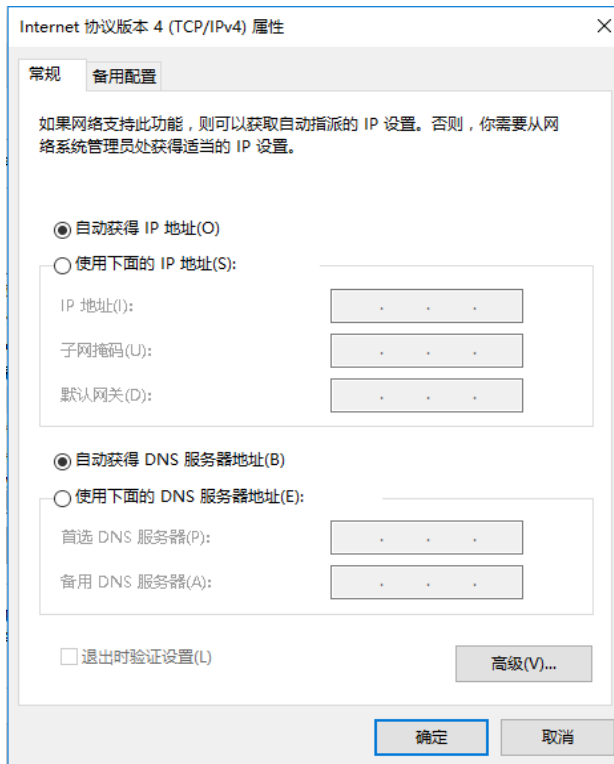 Internet 协议版本 4 (TCP/IPv4) 属性
常规
备用配置
如果网络支持此功能，则可以获取自动指派的 IP 设置。否则，你需要从网
络系统管理员处获得适当的 IP 设置。
自动获得 IP 地址(O)
使用下面的 IP 地址(S):
IP 地址(I):
子网掩码(U):
默认网关(D):
自动获得 DNS 服务器地址(B)
使用下面的 DNS 服务器地址(E):
首选 DNS 服务器(P):
备用 DNS 服务器(A):
退出时验证设置(L)
高级(V)...
确定
取消